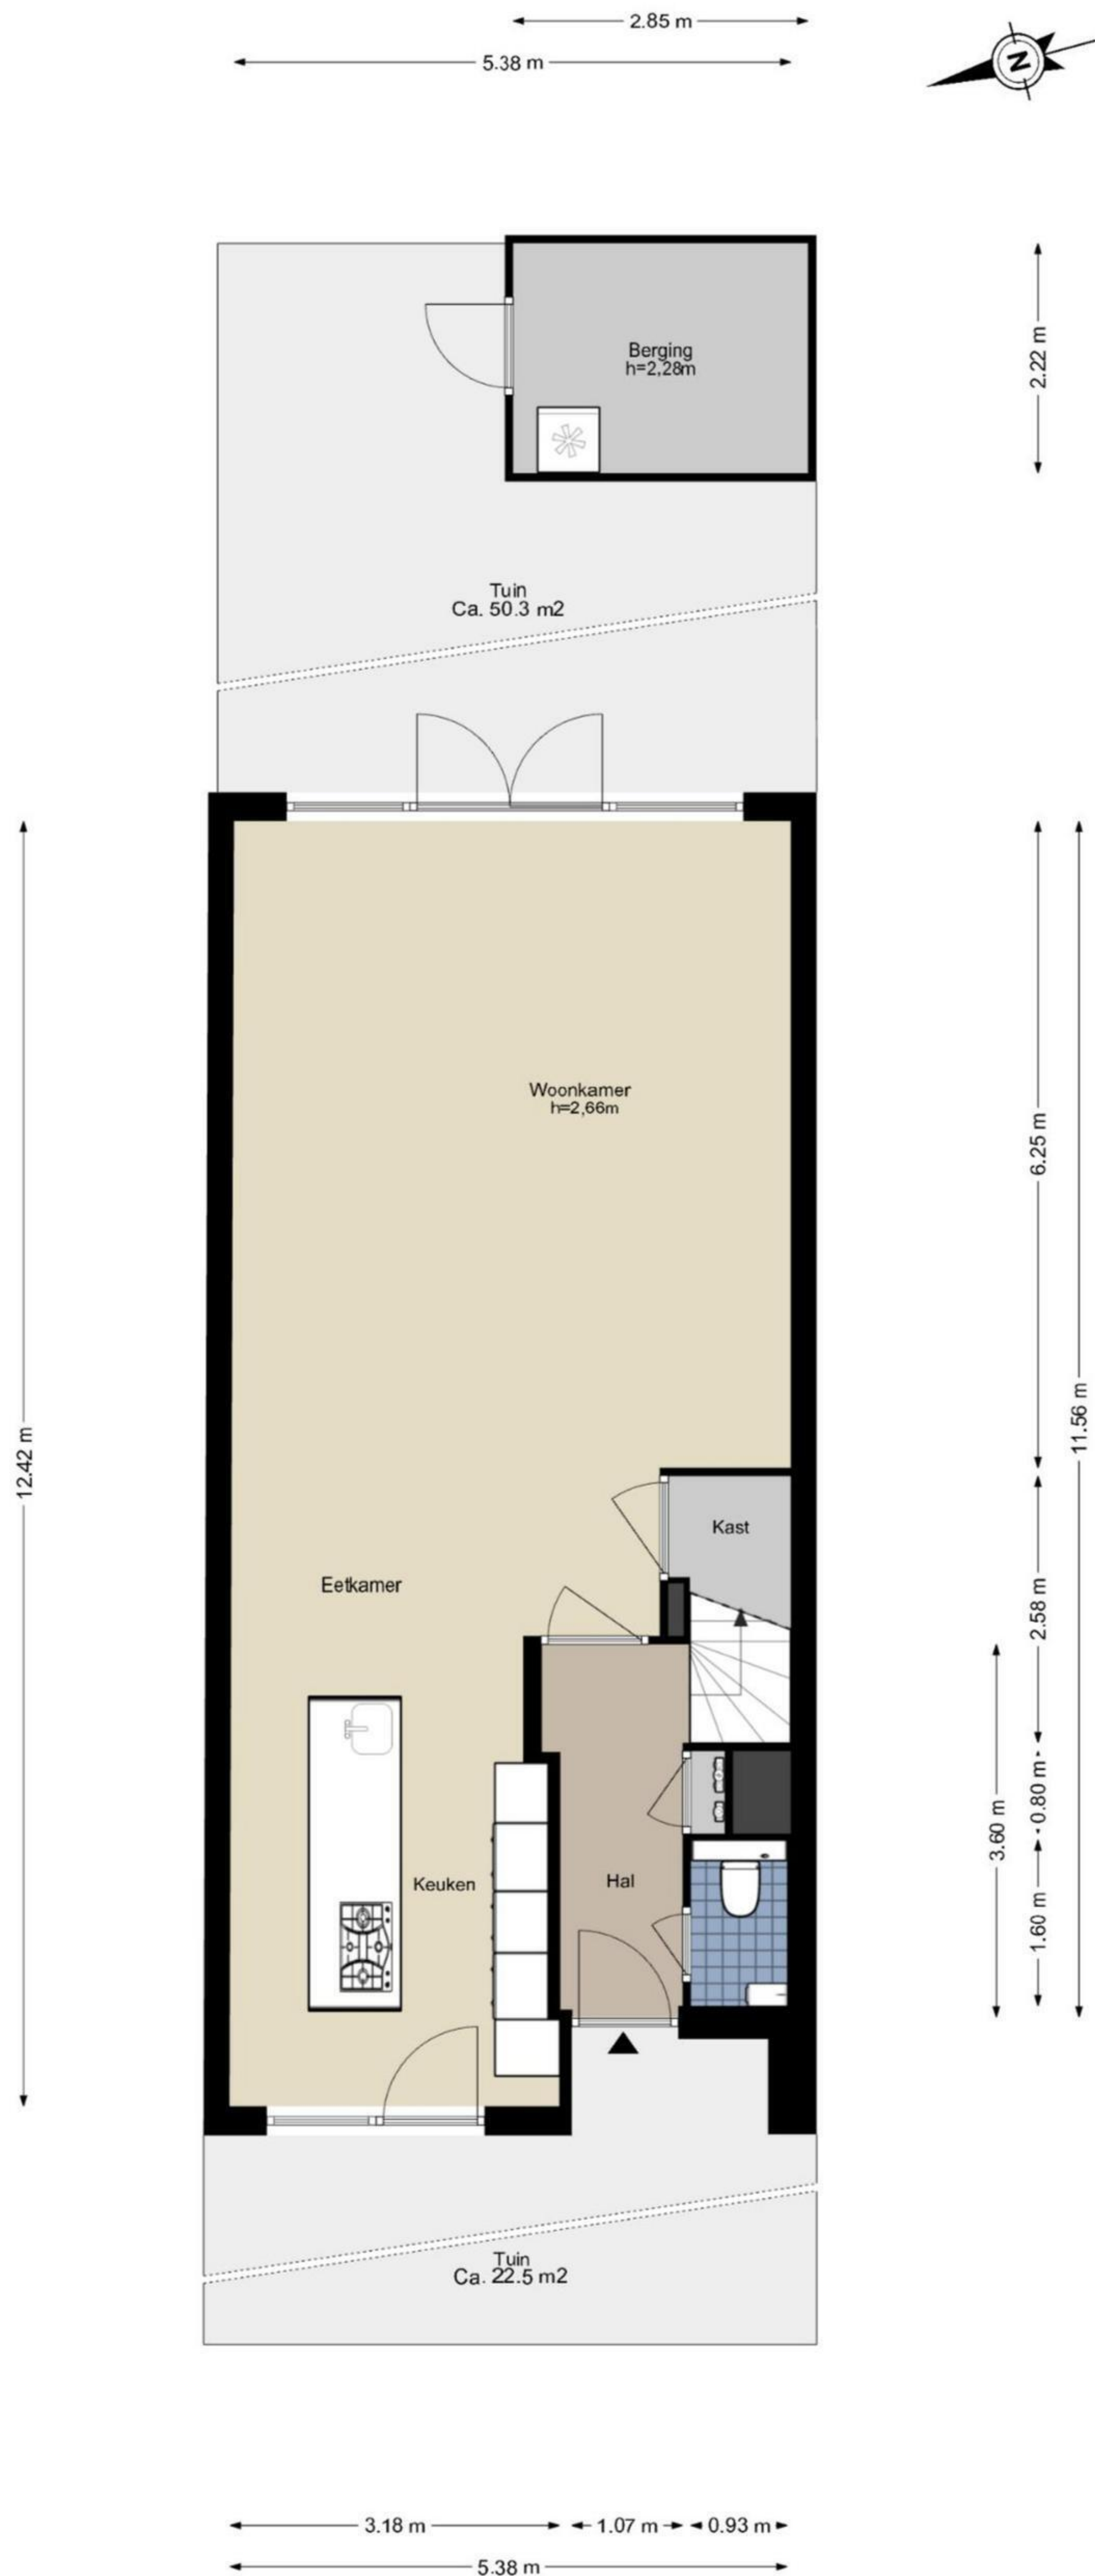 2.85 m
5.38 m
N
Berging
h=2,28m
2.22 m
Tuin
Ca. 50.3 m2
Woonkamer
h=2,66m
6.25 m
11.56 m
12.42 m
Kast
Eetkamer
2.58 m
0.80 m
3.60 m
Keuken
Hal
1.60 m
Tuin
Ca. 22.5 m2
3.18 m
1.07 m
0.93 m
5.38 m